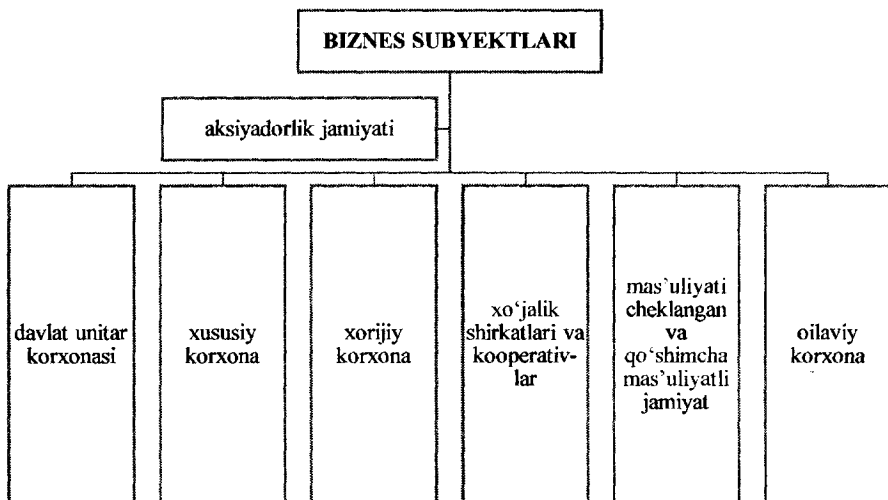 BIZNES SUBYEKTLARI
aksiyadorlik jamiyati
davlat unitar
korxonasi
xususiy
korxona
xorijiy
korxona
xo‘jalik
shirkatlari va
kooperativ-
lar
mas’uliyati
cheklangan
va
qo‘shimcha
mas’uliyatli
jamiyat
oilaviy
korxona